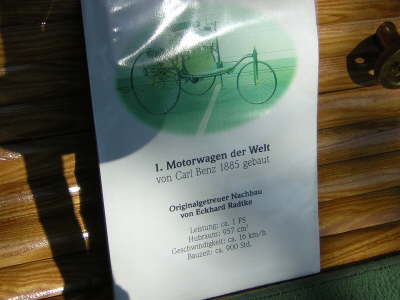 1. Motorwagen der Welt
von Carl Benz 1885 gebaut
Originalgetreuer Nachbau
von Eckhard Radtke
Leistung: ca. 1 PS
Hubraum: 957 cm³
Geschwindigkeit: ca. 16 km/h
Bauzeit: ca. 900 Std.